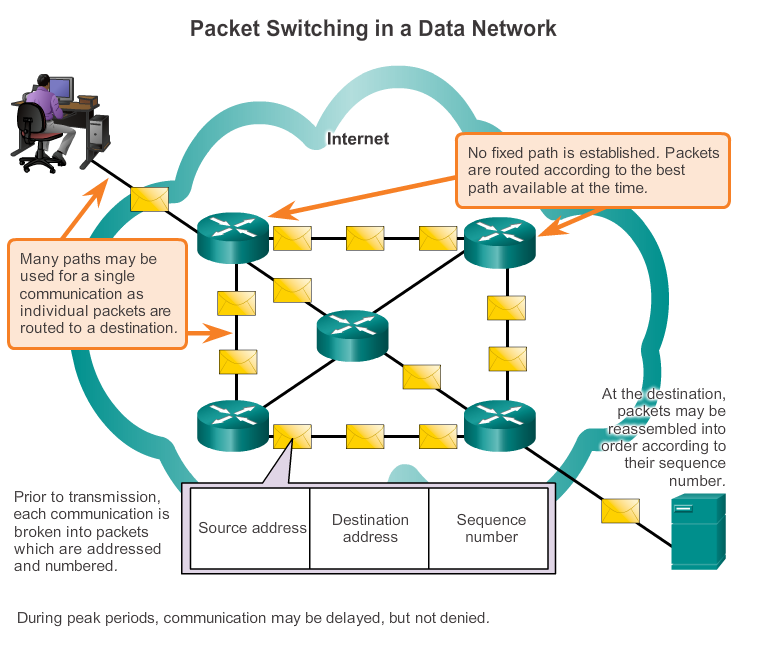 Packet Switching in a Data Network
Internet
No fixed path is established. Packets
are routed according to the best
path available at the time.
Many paths may be
used for a single
communication as
individual packets are
routed to a destination.
At the destination,
packets may be
reassembled into
order according to
their sequence
number.
Prior to transmission,
each communication is
broken into packets
which are addressed
and numbered.
Source address
Destination
address
Sequence
number
During peak periods, communication may be delayed, but not denied.